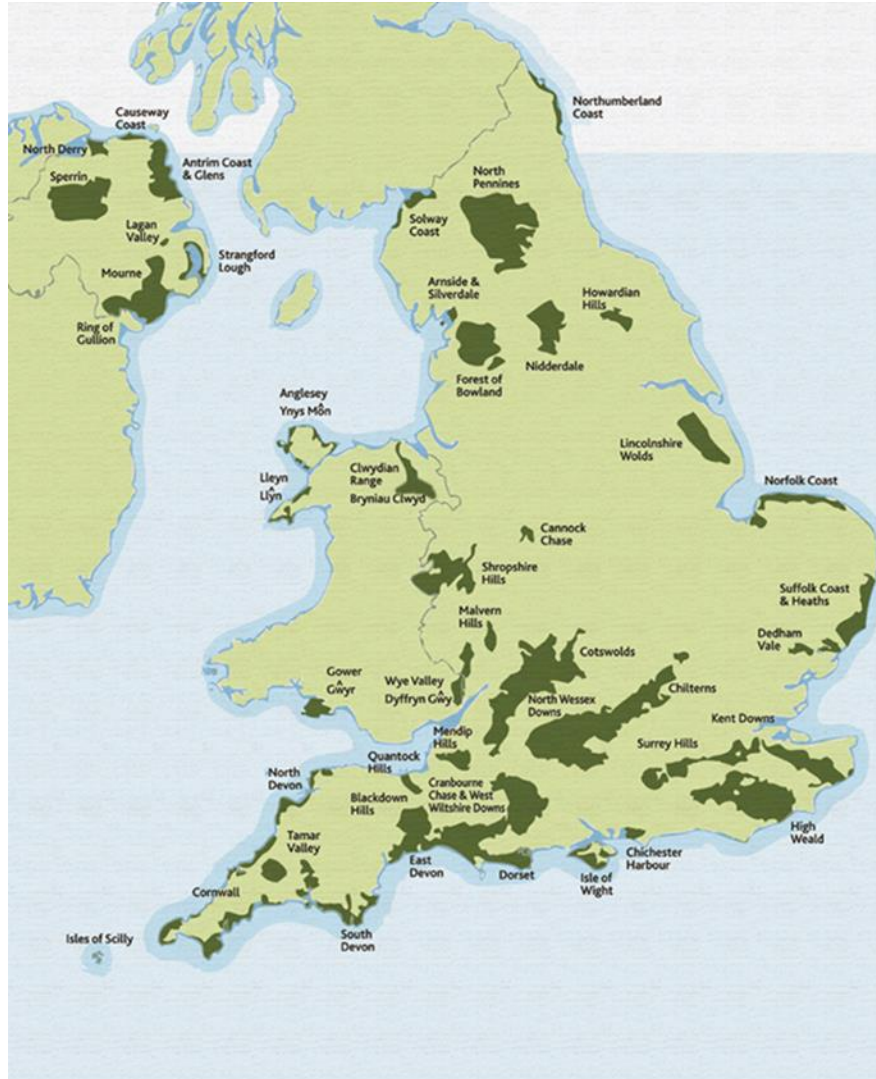 Causeway
Coast
Northumberland
Coast
North Derry
Antrim Coast
& Glens
Sperrin
North
Pennines
Solway
Coast
Lagan
Valley
Strangford
Lough
Mourne
Arnside &
Silverdale
Howardian
Hills
Ring of
Gullion
Nidderdale
Forest of
Bowland
Anglesey
Ynys Môn
Lincolnshire
Wolds
Clwydian
Range
Bryniau Clwyd
Lleyn
Llŷn
Norfolk Coast
Cannock
Chase
Shropshire
Hills
Suffolk Coast
& Heaths
Malvern
Hills
Dedham
Vale
Cotswolds
Gower
Gŵyr
Wye Valley
Dyffryn Gŵy
Chilterns
North Wessex
Downs
Kent Downs
Mendip
Hills
Surrey Hills
Quantock
Hills
North
Devon
Cranbourne
Chase & West
Wiltshire Downs
Blackdown
Hills
High
Weald
Tamar
Valley
Chichester
Harbour
East
Devon
Dorset
Isle of
Wight
Cornwall
South
Devon
Isles of Scilly